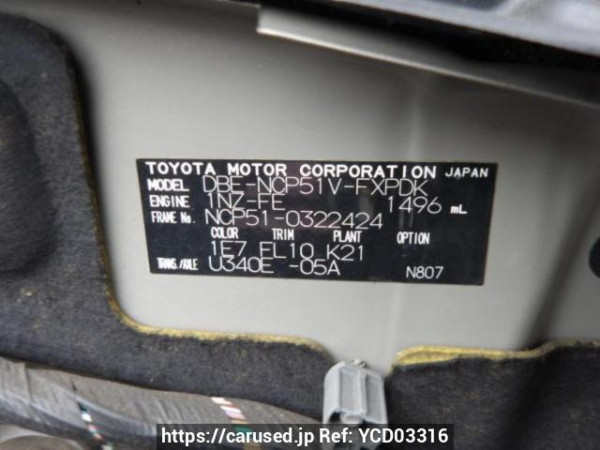 TOYOTA MOTOR CORPORATION JAPAN
MODEL DBE-NCP51V-FXPDK
ENGINE 1NZ-FE 1496 mL
FRAME No. NCP51-0322424
COLOR TRIM PLANT OPTION
1E7 FL10 K21
TRANS./AXLE U340E -05A N807
https://carused.jp Ref: YCD03316